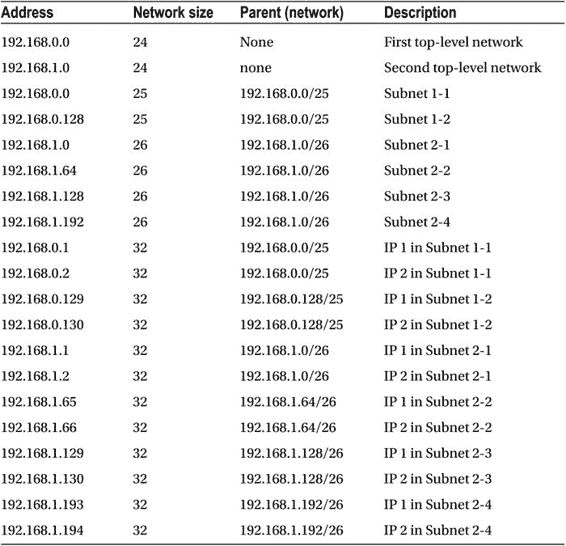 Address Network size Parent (network) Description
192.168.0.0 24 None First top-level network
192.168.1.0 24 none Second top-level network
192.168.0.0 25 192.168.0.0/25 Subnet 1-1
192.168.0.128 25 192.168.0.0/25 Subnet 1-2
192.168.1.0 26 192.168.1.0/26 Subnet 2-1
192.168.1.64 26 192.168.1.0/26 Subnet 2-2
192.168.1.128 26 192.168.1.0/26 Subnet 2-3
192.168.1.192 26 192.168.1.0/26 Subnet 2-4
192.168.0.1 32 192.168.0.0/25 IP 1 in Subnet 1-1
192.168.0.2 32 192.168.0.0/25 IP 2 in Subnet 1-1
192.168.0.129 32 192.168.0.128/25 IP 1 in Subnet 1-2
192.168.0.130 32 192.168.0.128/25 IP 2 in Subnet 1-2
192.168.1.1 32 192.168.1.0/26 IP 1 in Subnet 2-1
192.168.1.2 32 192.168.1.0/26 IP 2 in Subnet 2-1
192.168.1.65 32 192.168.1.64/26 IP 1 in Subnet 2-2
192.168.1.66 32 192.168.1.64/26 IP 2 in Subnet 2-2
192.168.1.129 32 192.168.1.128/26 IP 1 in Subnet 2-3
192.168.1.130 32 192.168.1.128/26 IP 2 in Subnet 2-3
192.168.1.193 32 192.168.1.192/26 IP 1 in Subnet 2-4
192.168.1.194 32 192.168.1.192/26 IP 2 in Subnet 2-4